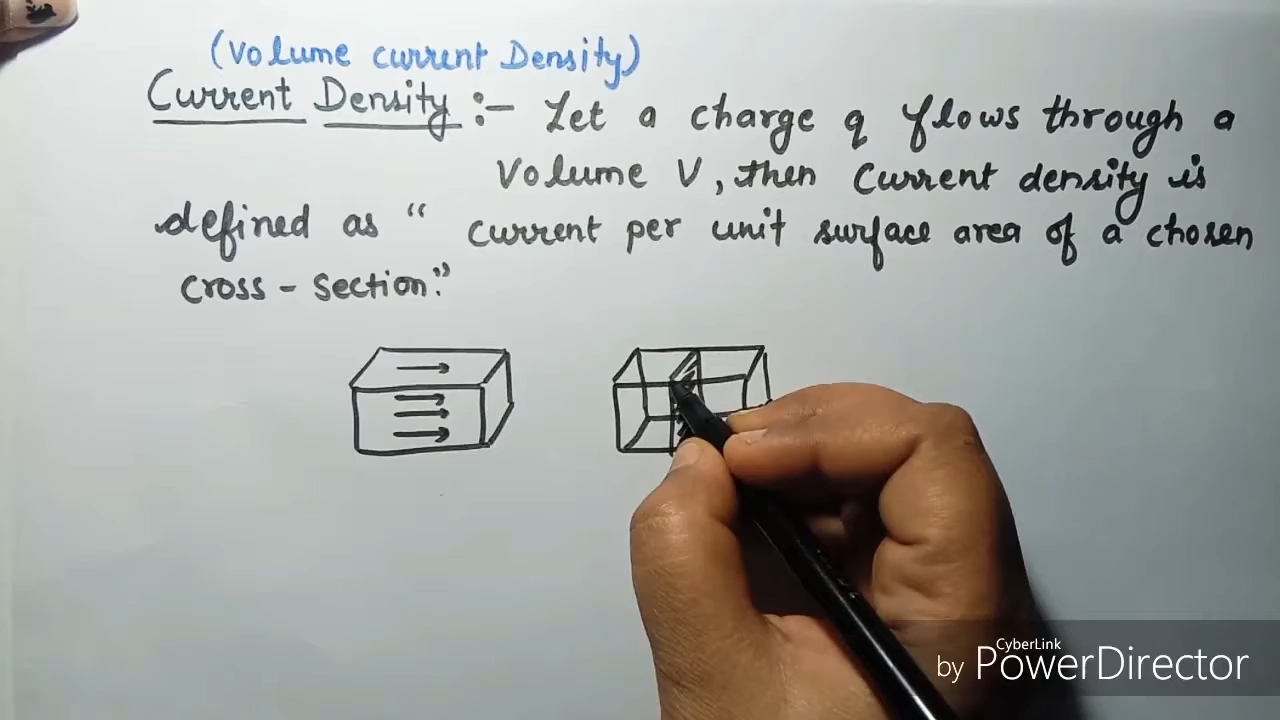 (Volume current Density)
Current Density :- Let a charge q flows through a
Volume V, then Current density is
defined as “ current per unit surface area of a chosen
cross - section.”
CyberLink
by PowerDirector